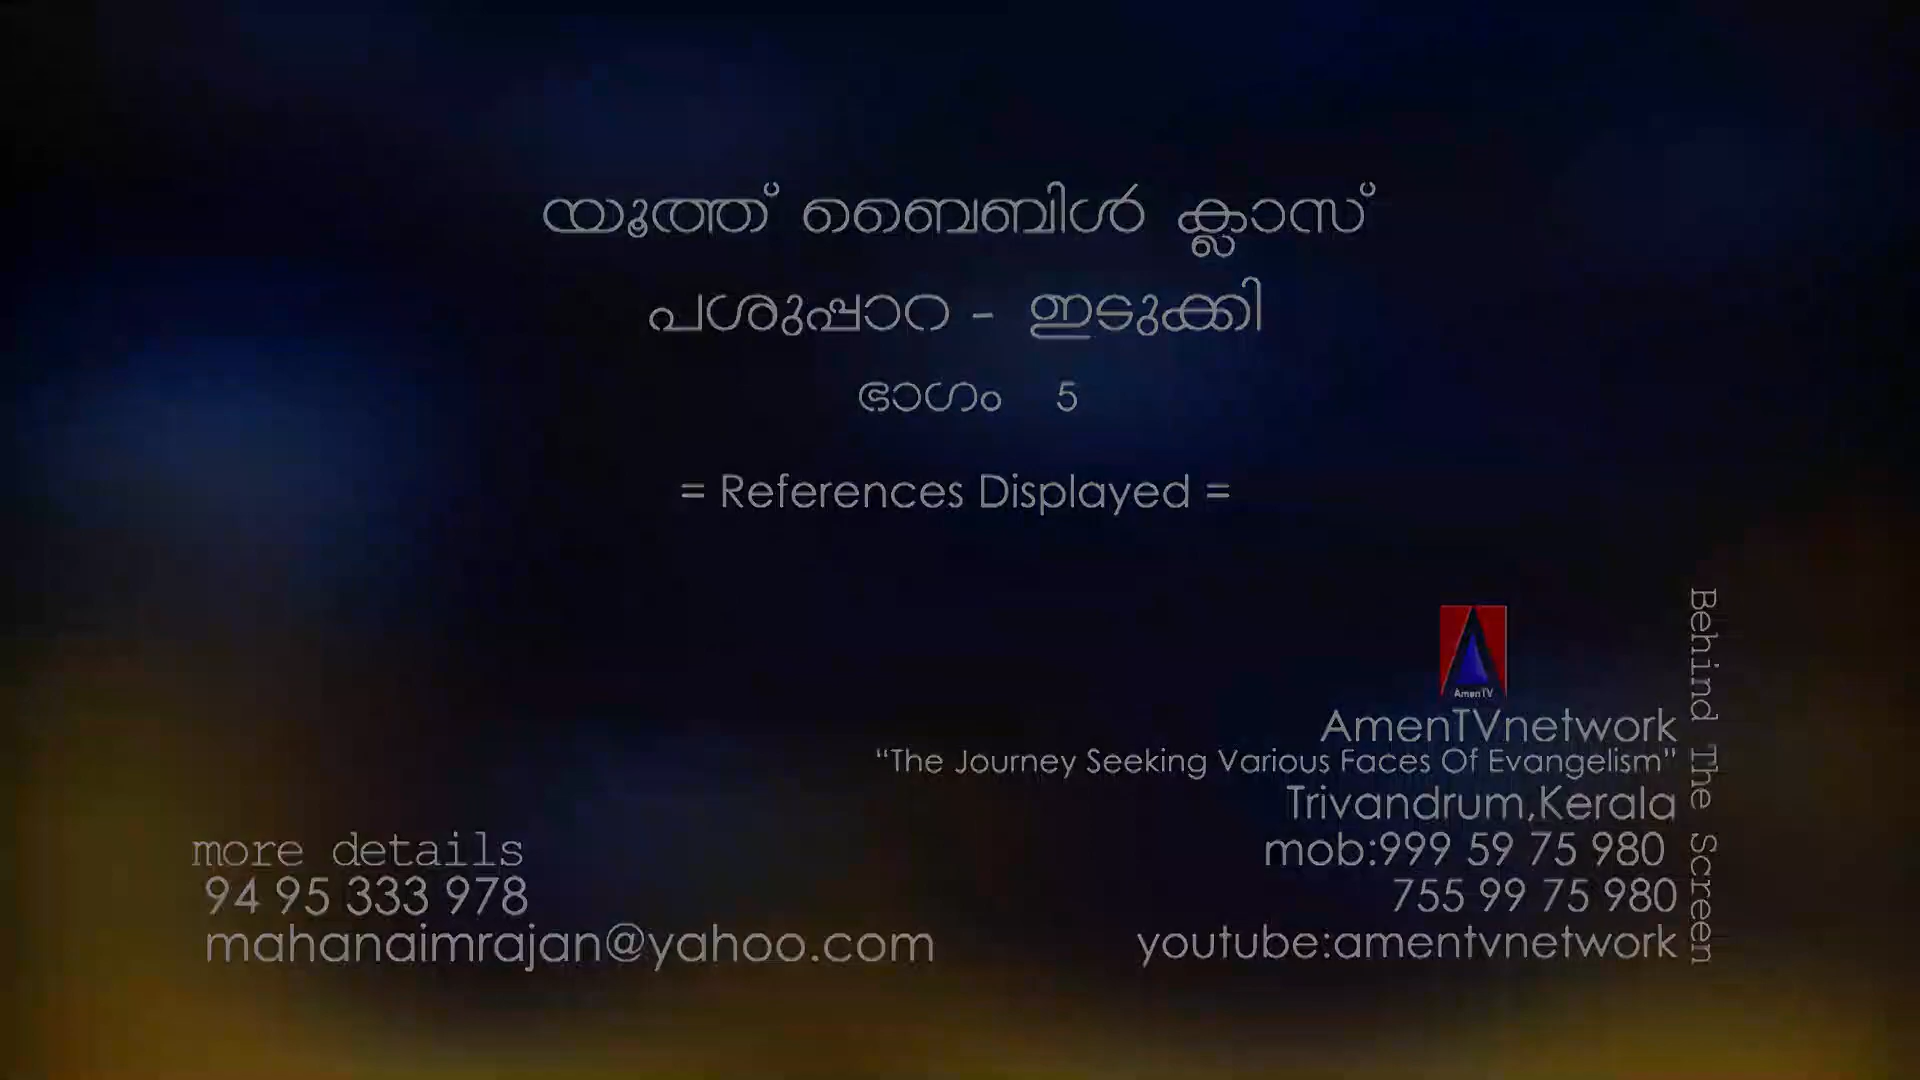 യൂത്ത് ബൈബിൾ ക്ലാസ്
പശുപ്പാറ - ഇടുക്കി
ഭാഗം 5
= References Displayed =
more details
94 95 333 978
mahanaimrajan@yahoo.com
AmenTV
AmenTVnetwork
“The Journey Seeking Various Faces Of Evangelism”
Trivandrum,Kerala
mob:999 59 75 980
755 99 75 980
youtube:amentvnetwork
Behind The Screen